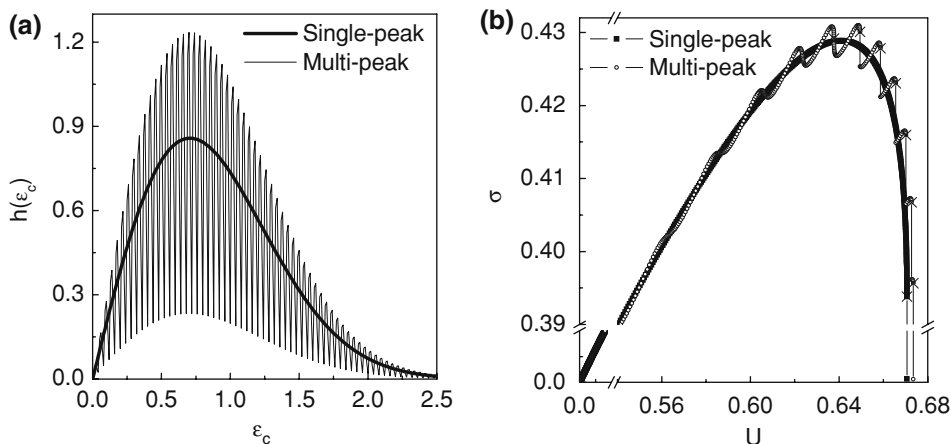 (a)
Single-peak
Multi-peak
1.2
0.9
0.6
0.3
0.0
h(ε_c)
0.0 0.5 1.0 1.5 2.0 2.5
ε_c
(b)
Single-peak
Multi-peak
0.43
0.42
0.41
0.40
0.39
0.0
σ
0.0 0.56 0.60 0.64 0.68
U